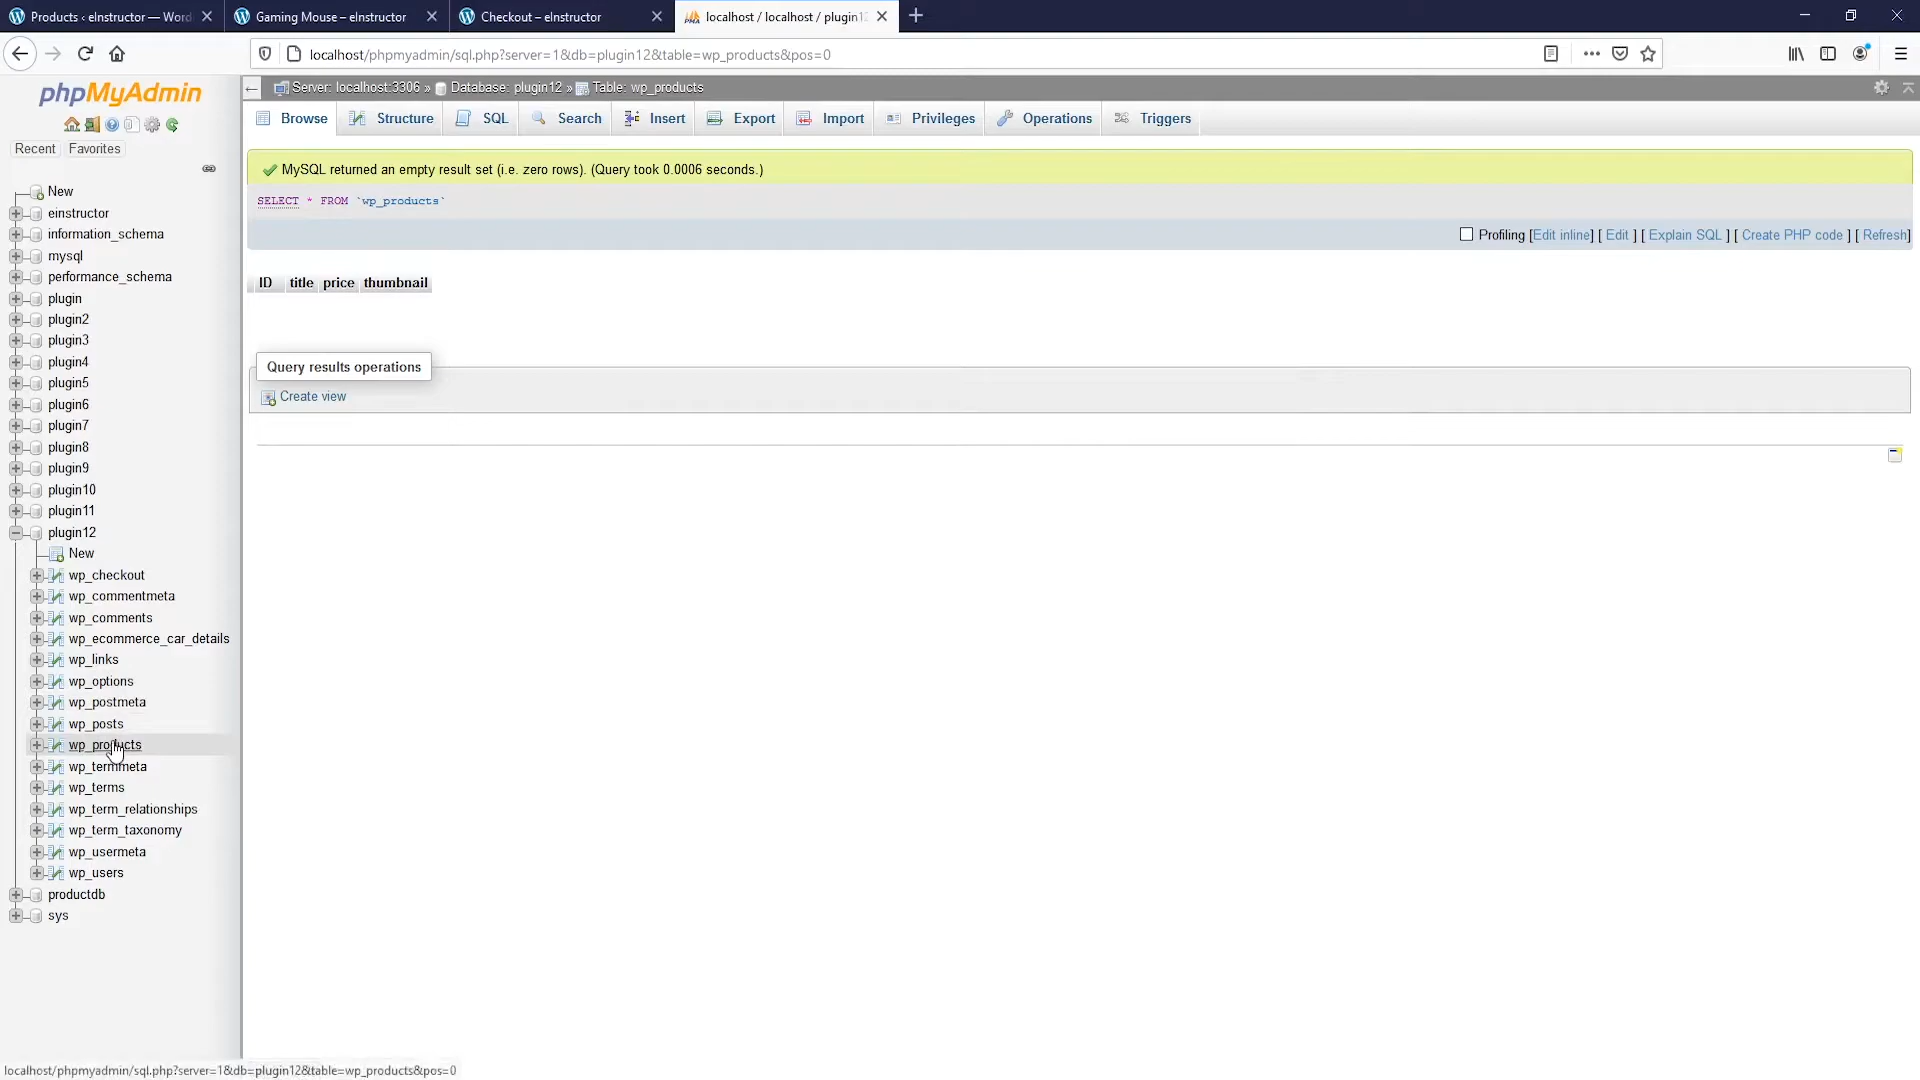 Products ‹ eInstructor — Word
Gaming Mouse – eInstructor
Checkout – eInstructor
localhost / localhost / plugin12
localhost/phpmyadmin/sql.php?server=1&db=plugin12&table=wp_products&pos=0
phpMyAdmin
Recent
Favorites
New
einstructor
information_schema
mysql
performance_schema
plugin
plugin2
plugin3
plugin4
plugin5
plugin6
plugin7
plugin8
plugin9
plugin10
plugin11
plugin12
New
wp_checkout
wp_commentmeta
wp_comments
wp_ecommerce_car_details
wp_links
wp_options
wp_postmeta
wp_posts
wp_products
wp_termmeta
wp_terms
wp_term_relationships
wp_term_taxonomy
wp_usermeta
wp_users
productdb
sys
Server: localhost:3306 » Database: plugin12 » Table: wp_products
Browse Structure SQL Search Insert Export Import Privileges Operations Triggers
MySQL returned an empty result set (i.e. zero rows). (Query took 0.0006 seconds.)
SELECT * FROM `wp_products`
Profiling [Edit inline] [ Edit ] [ Explain SQL ] [ Create PHP code ] [ Refresh]
ID title price thumbnail
Query results operations
Create view
localhost/phpmyadmin/sql.php?server=1&db=plugin12&table=wp_products&pos=0